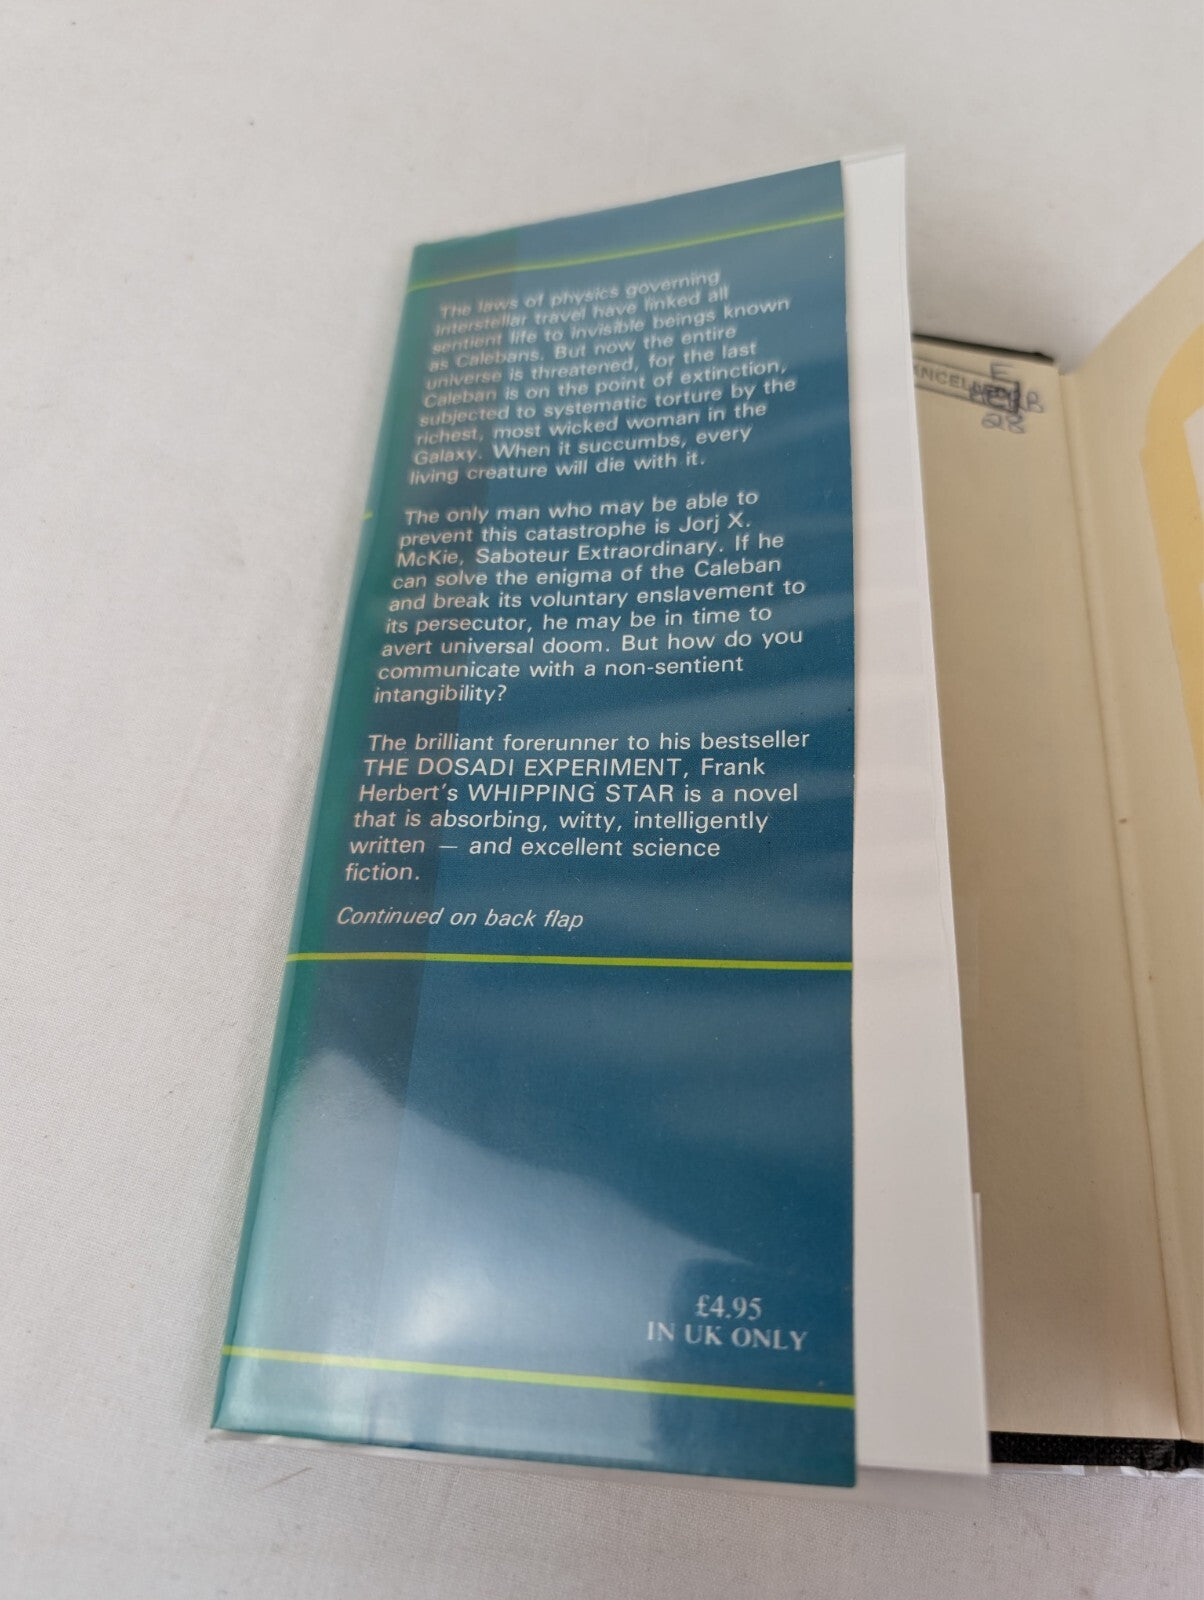 The laws of physics governing
interstellar travel have linked all
sentient life to invisible beings known
as Calebans. But now the entire
universe is threatened, for the last
Caleban is on the point of extinction,
subjected to systematic torture by the
richest, most wicked woman in the
Galaxy. When it succumbs, every
living creature will die with it.
The only man who may be able to
prevent this catastrophe is Jorj X.
McKie, Saboteur Extraordinary. If he
can solve the enigma of the Caleban
and break its voluntary enslavement to
its persecutor, he may be in time to
avert universal doom. But how do you
communicate with a non-sentient
intangibility?
The brilliant forerunner to his bestseller
THE DOSADI EXPERIMENT, Frank
Herbert's WHIPPING STAR is a novel
that is absorbing, witty, intelligently
written — and excellent science
fiction.
Continued on back flap
£4.95
IN UK ONLY
F
28